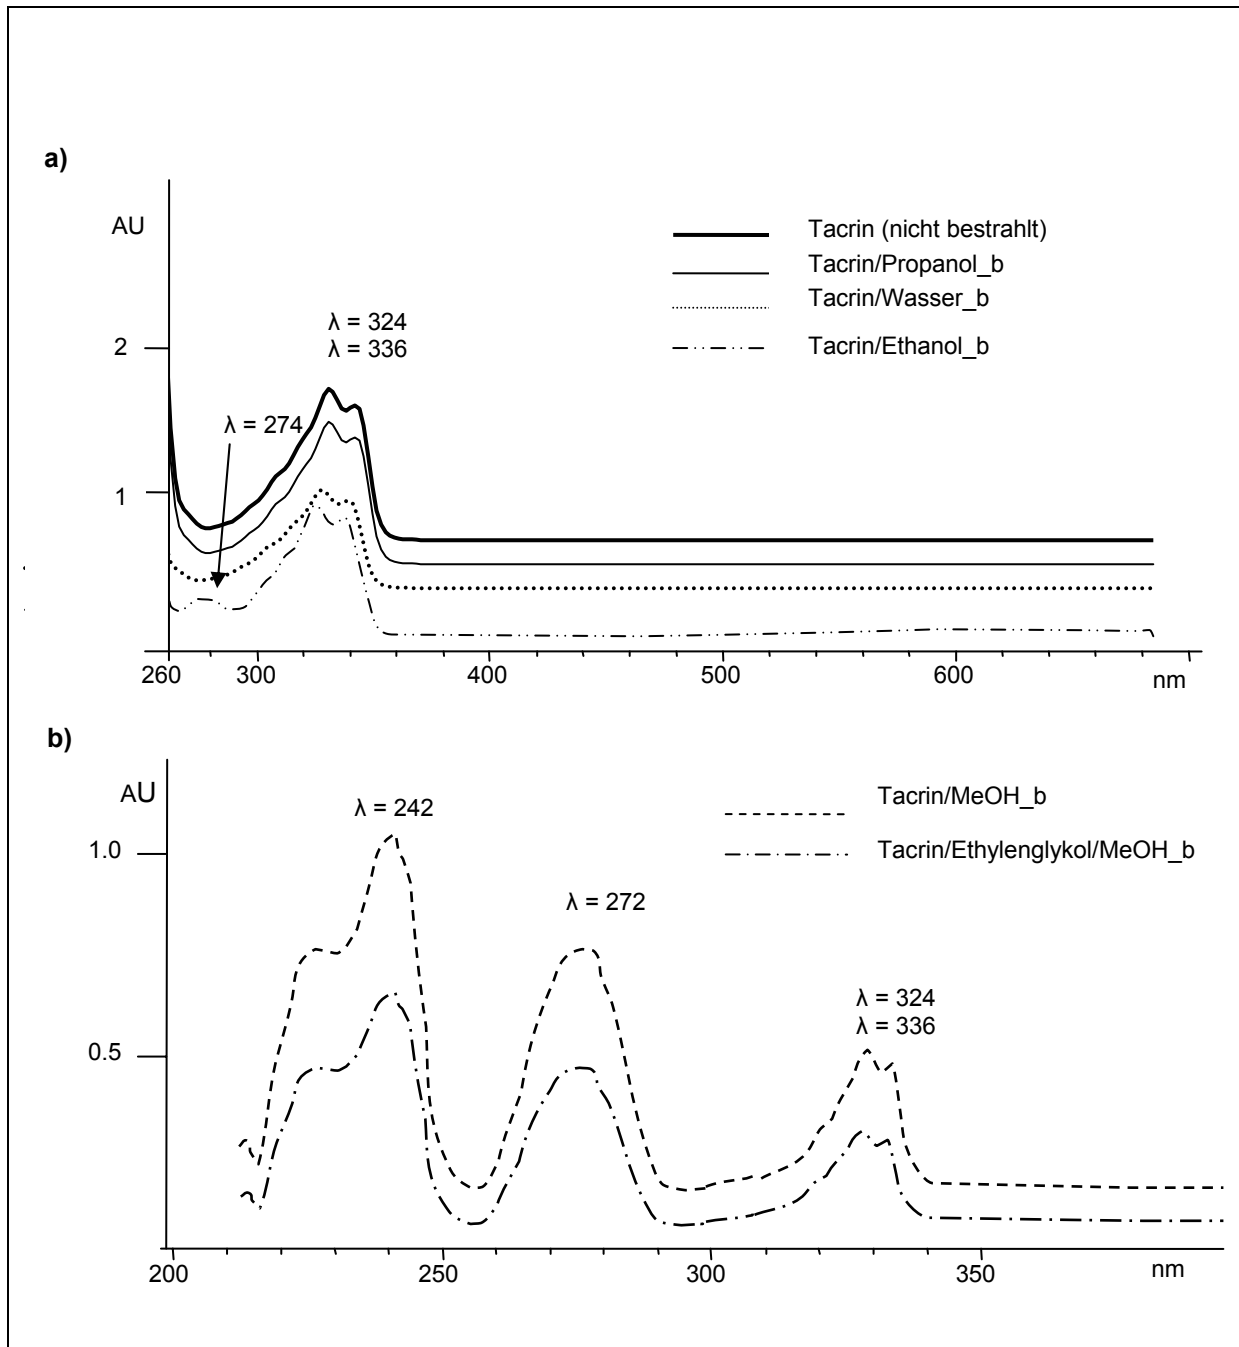 a)
AU
Tacrin (nicht bestrahlt)
Tacrin/Propanol_b
Tacrin/Wasser_b
Tacrin/Ethanol_b
λ = 324
λ = 336
2
λ = 274
1
260 300 400 500 600 nm
b)
AU
Tacrin/MeOH_b
Tacrin/Ethylenglykol/MeOH_b
λ = 242
1.0
λ = 272
λ = 324
λ = 336
0.5
200 250 300 350 nm